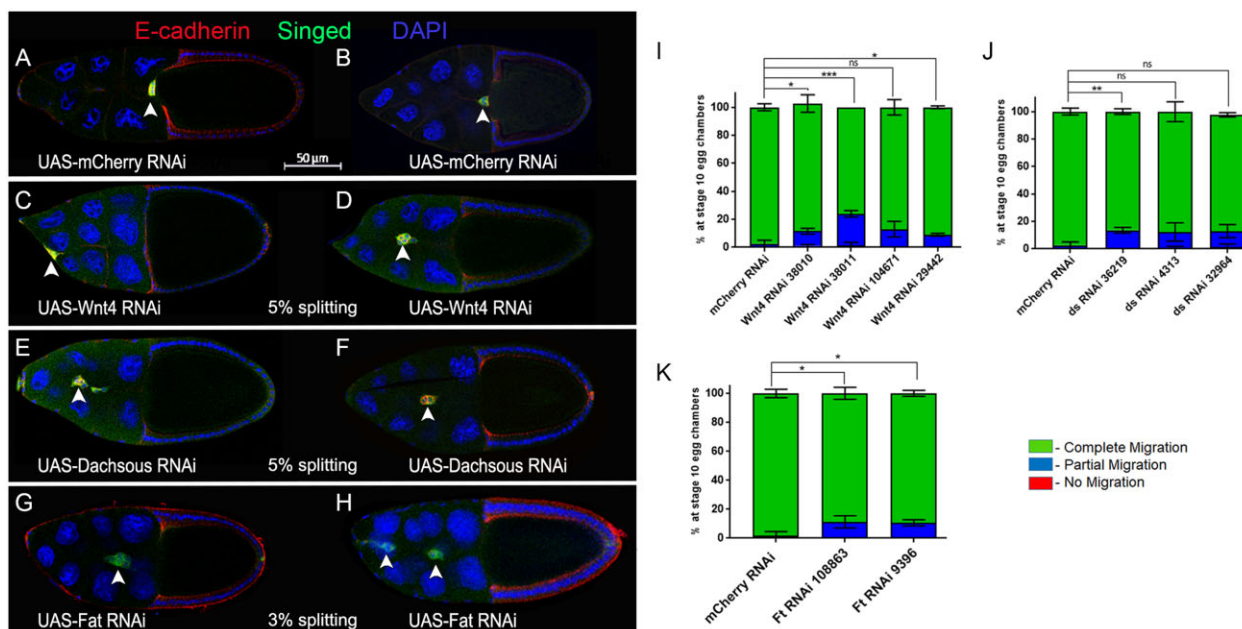 E-cadherin Singed DAPI
A
B
UAS-mCherry RNAi
50 μm
UAS-mCherry RNAi
C
D
UAS-Wnt4 RNAi
5% splitting
UAS-Wnt4 RNAi
E
F
UAS-Dachsous RNAi
5% splitting
UAS-Dachsous RNAi
G
H
UAS-Fat RNAi
3% splitting
UAS-Fat RNAi
I
*
ns
***
*
% at stage 10 egg chambers
100
80
60
40
20
0
mCherry RNAi
Wnt4 RNAi 38010
Wnt4 RNAi 38011
Wnt4 RNAi 104671
Wnt4 RNAi 29442
J
ns
ns
**
% at stage 10 egg chambers
100
80
60
40
20
0
mCherry RNAi
ds RNAi 36219
ds RNAi 4313
ds RNAi 32964
K
*
*
% at stage 10 egg chambers
100
80
60
40
20
0
mCherry RNAi
Ft RNAi 108863
Ft RNAi 9396
- Complete Migration
- Partial Migration
- No Migration